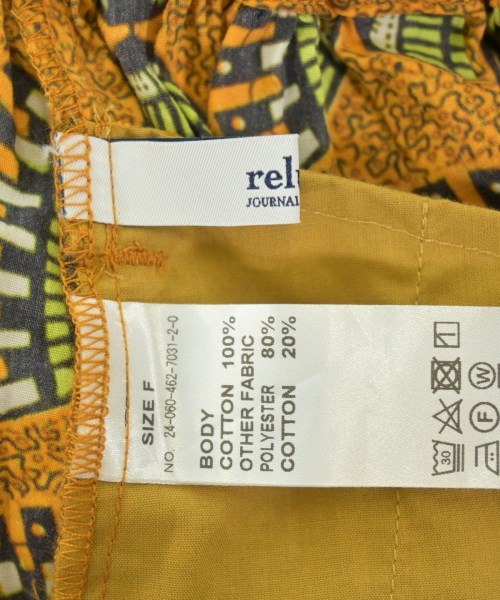 JOURNAL
SIZE F
NO. 24-060-462-7031-2-0
BODY
COTTON 100%
OTHER FABRIC
POLYESTER 80%
COTTON 20%
30
F
W